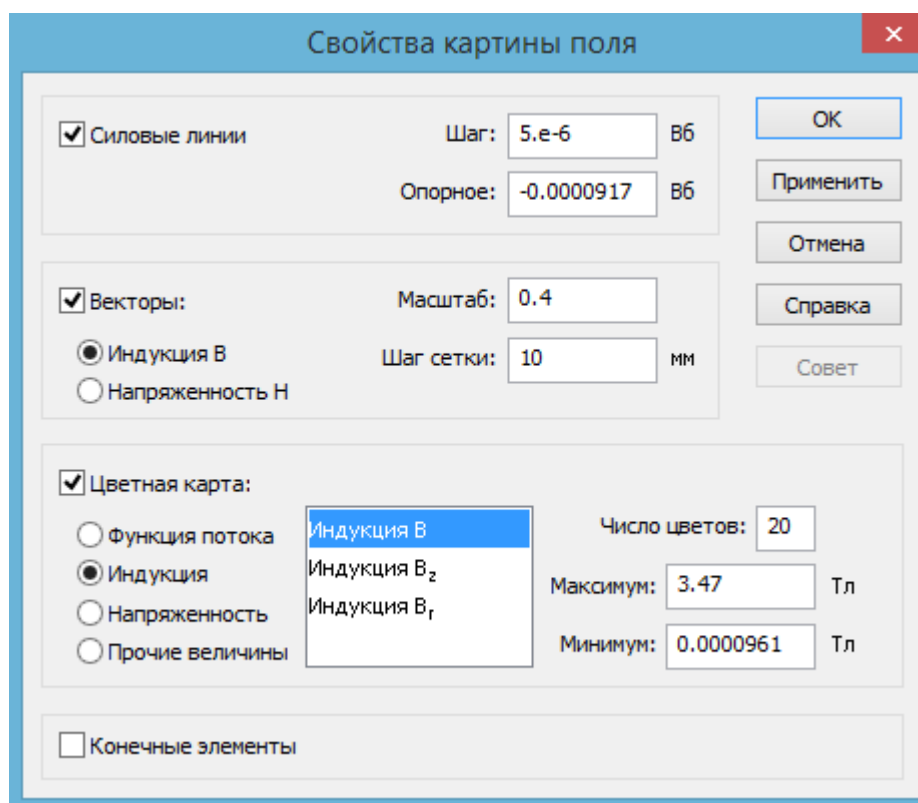 Свойства картины поля
Силовые линии Шаг: 5.e-6 Вб
Опорное: -0.0000917 Вб
OK
Применить
Отмена
Справка
Совет
Векторы: Масштаб: 0.4
Индукция B Шаг сетки: 10 мм
Напряженность H
Цветная карта:
Функция потока
Индукция
Напряженность
Прочие величины
Индукция B
Индукция Bz
Индукция Br
Число цветов: 20
Максимум: 3.47 Тл
Минимум: 0.0000961 Тл
Конечные элементы